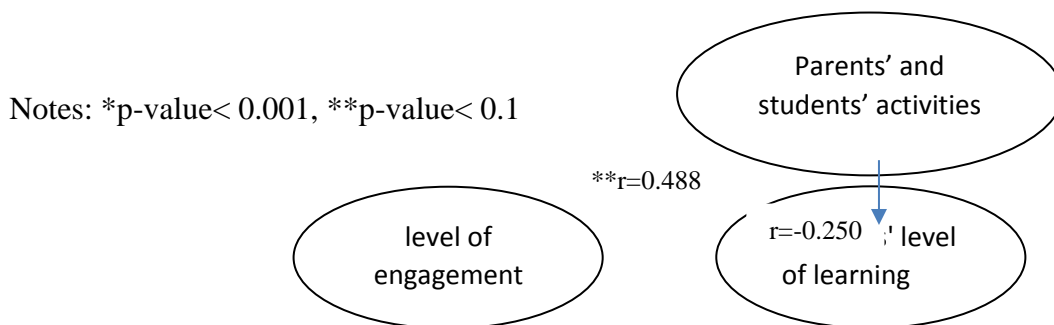 Parents’ and
students’ activities
Notes: *p-value< 0.001, **p-value< 0.1
**r=0.488
level of
engagement
r=-0.250
level
of learning